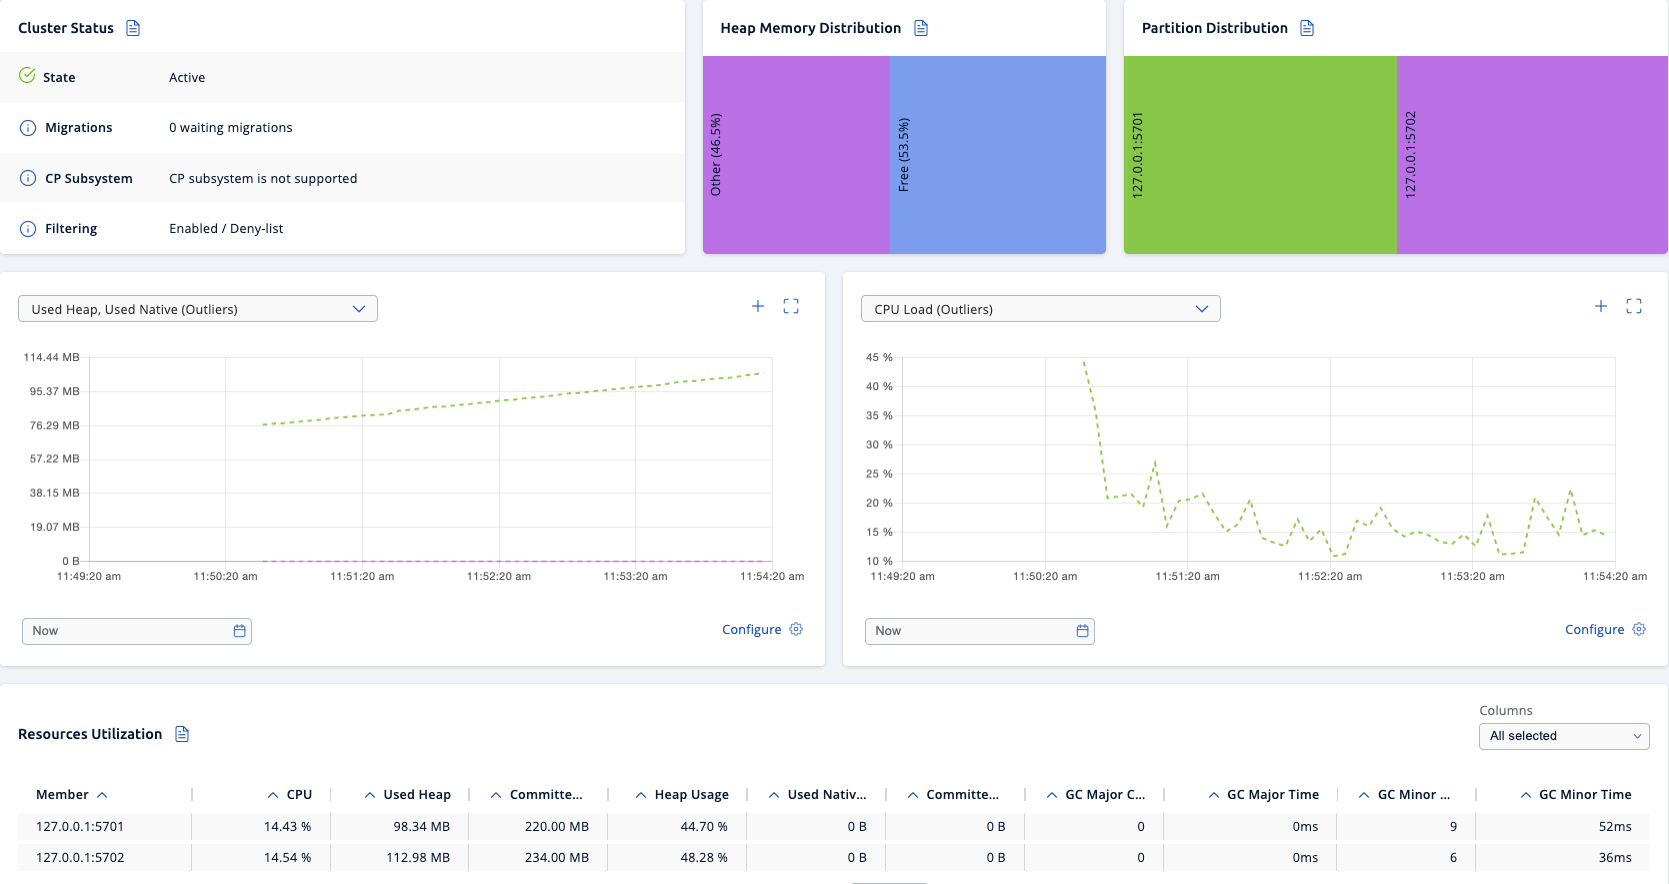 Cluster Status
State Active
Migrations 0 waiting migrations
CP Subsystem CP subsystem is not supported
Filtering Enabled / Deny-list
Heap Memory Distribution
Other (46.5%)
Free (53.5%)
Partition Distribution
127.0.0.1:5701
127.0.0.1:5702
Used Heap, Used Native (Outliers)
114.44 MB
95.37 MB
76.29 MB
57.22 MB
38.15 MB
19.07 MB
0 B
11:49:20 am 11:50:20 am 11:51:20 am 11:52:20 am 11:53:20 am 11:54:20 am
Now Configure
CPU Load (Outliers)
45 %
40 %
35 %
30 %
25 %
20 %
15 %
10 %
11:49:20 am 11:50:20 am 11:51:20 am 11:52:20 am 11:53:20 am 11:54:20 am
Now Configure
Columns
Resources Utilization All selected
Member CPU Used Heap Committe... Heap Usage Used Nativ... Committe... GC Major C... GC Major Time GC Minor ... GC Minor Time
127.0.0.1:5701 14.43 % 98.34 MB 220.00 MB 44.70 % 0 B 0 B 0 0ms 9 52ms
127.0.0.1:5702 14.54 % 112.98 MB 234.00 MB 48.28 % 0 B 0 B 0 0ms 6 36ms